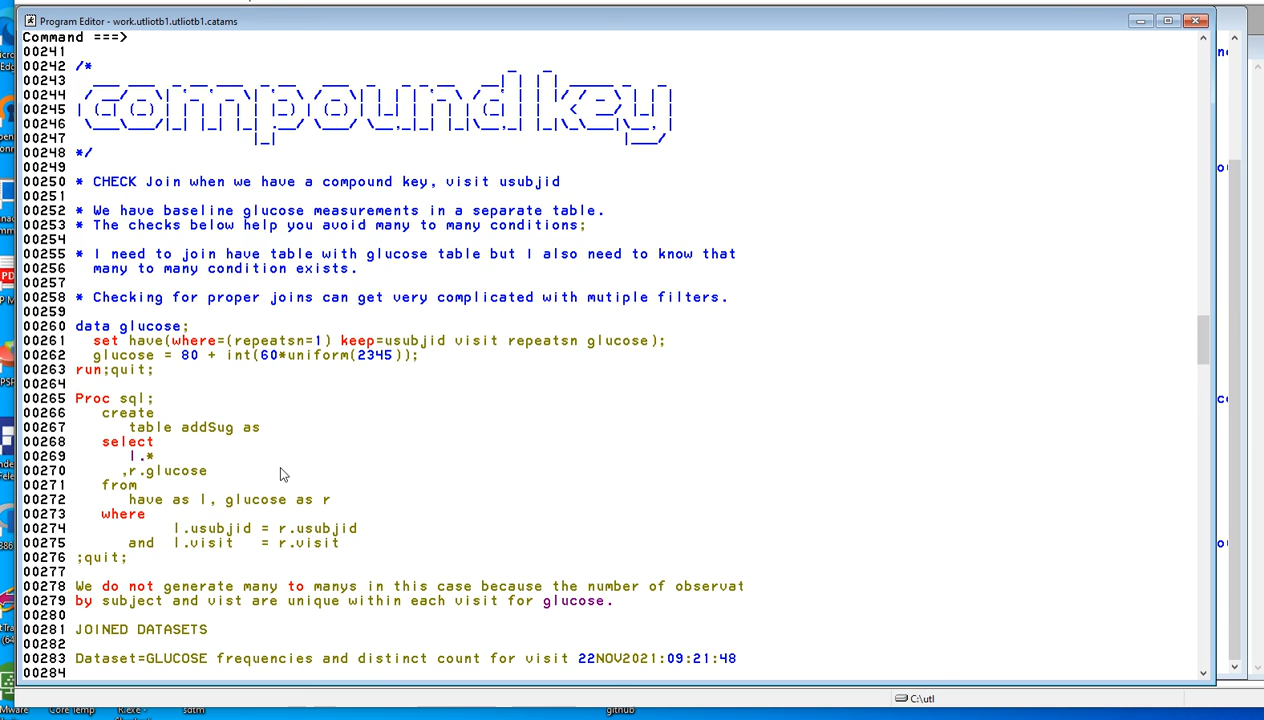 Program Editor - work.utliotb1.utliotb1.catams
Command ===>
00241
00242 /*
00243
00244
00245 compound key
00246
00247
00248 */
00249
00250 * CHECK Join when we have a compound key, visit usubjid
00251
00252 * We have baseline glucose measurements in a separate table.
00253 * The checks below help you avoid many to many conditions;
00254
00255 * I need to join have table with glucose table but I also need to know that
00256 many to many condition exists.
00257
00258 * Checking for proper joins can get very complicated with mutiple filters.
00259
00260 data glucose;
00261 set have(where=(repeatsn=1) keep=usubjid visit repeatsn glucose);
00262 glucose = 80 + int(60*uniform(2345));
00263 run;quit;
00264
00265 Proc sql;
00266 create
00267 table addSug as
00268 select
00269 l.*
00270 ,r.glucose
00271 from
00272 have as l, glucose as r
00273 where
00274 l.usubjid = r.usubjid
00275 and l.visit = r.visit
00276 ;quit;
00277
00278 We do not generate many to manys in this case because the number of observat
00279 by subject and vist are unique within each visit for glucose.
00280
00281 JOINED DATASETS
00282
00283 Dataset=GLUCOSE frequencies and distinct count for visit 22NOV2021:09:21:48
00284
C:\utl
Core Temp
R.exe -
sdtm
github